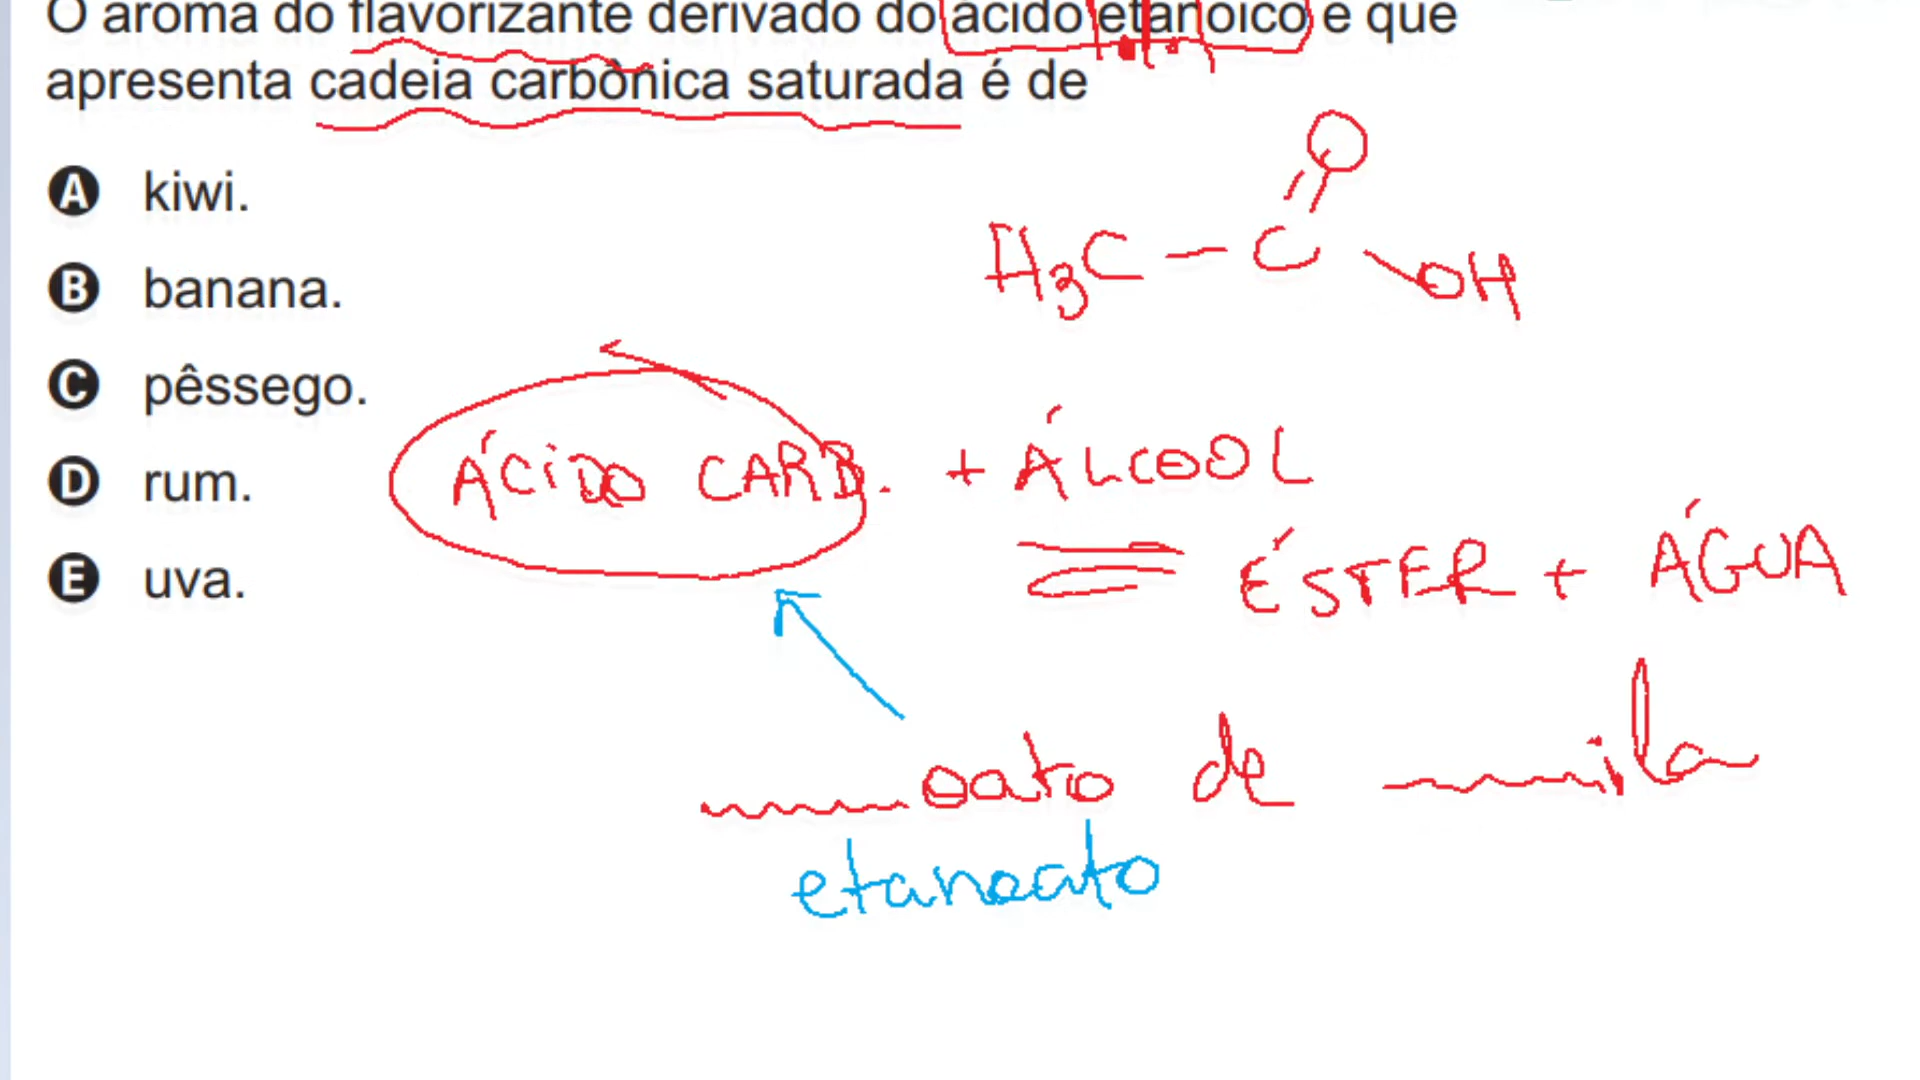 O aroma do flavorizante derivado do ácido etanoico e que
apresenta cadeia carbônica saturada é de
A kiwi.
B banana.
C pêssego.
D rum.
E uva.
O
H3C - C
OH
ÁCIDO CARB. + ÁLCOOL
ÉSTER + ÁGUA
oato de ila
etanoato